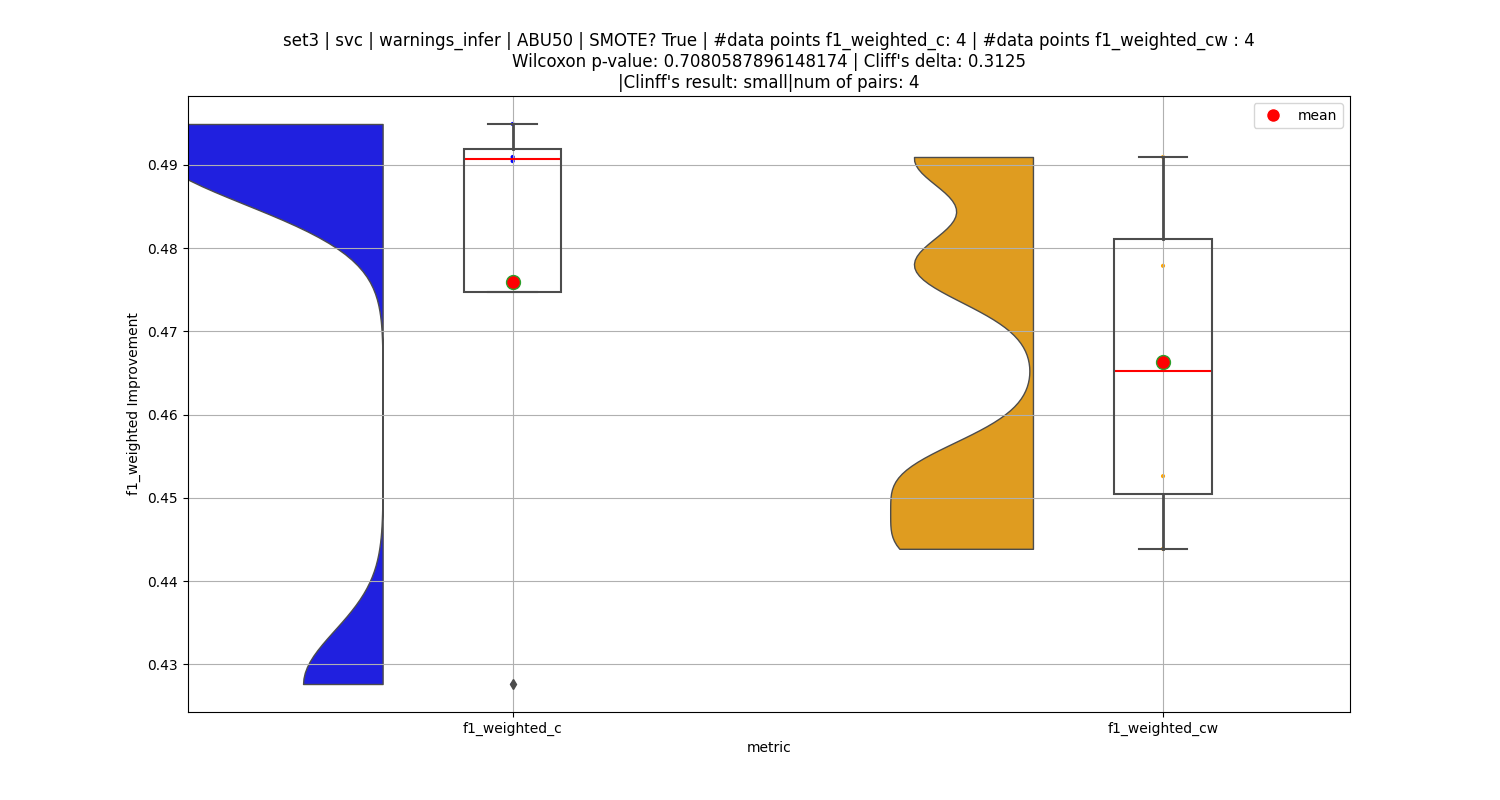 set3 | svc | warnings_infer | ABU50 | SMOTE? True | #data points f1_weighted_c: 4 | #data points f1_weighted_cw : 4
Wilcoxon p-value: 0.7080587896148174 | Cliff's delta: 0.3125
|Clinff's result: small|num of pairs: 4
mean
0.49
0.48
0.47
0.46
0.45
0.44
0.43
f1_weighted Improvement
f1_weighted_c
f1_weighted_cw
metric